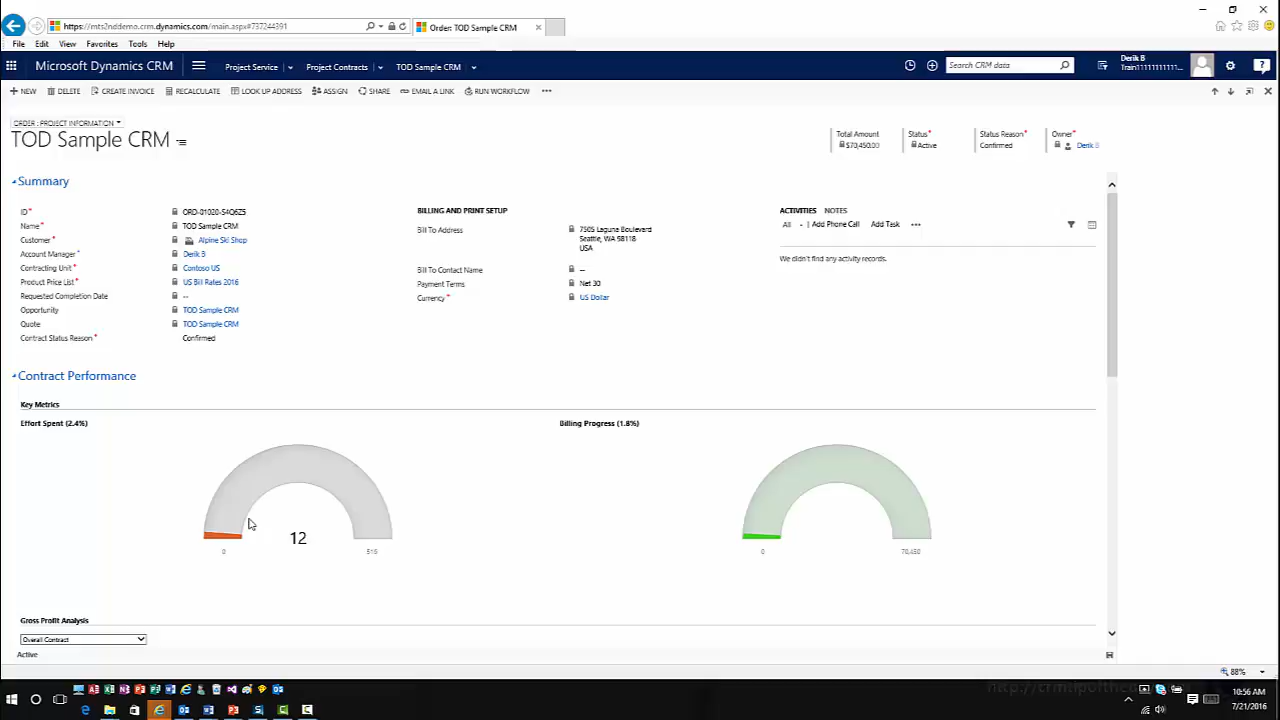 https://mts2nddemo.crm.dynamics.com/main.aspx#737244391
Order: TOD Sample CRM
File Edit View Favorites Tools Help
Microsoft Dynamics CRM Project Service Project Contracts TOD Sample CRM Search CRM data
Derik B
Train1111111111...
NEW DELETE CREATE INVOICE RECALCULATE LOOK UP ADDRESS ASSIGN SHARE EMAIL A LINK RUN WORKFLOW
ORDER : PROJECT INFORMATION
TOD Sample CRM
Total Amount Status* Status Reason* Owner*
$70,450.00 Active Confirmed Derik B
Summary
ID* ORD-01020-S4Q6Z5
Name* TOD Sample CRM
Customer* Alpine Ski Shop
Account Manager* Derik B
Contracting Unit* Contoso US
Product Price List* US Bill Rates 2016
Requested Completion Date --
Opportunity TOD Sample CRM
Quote TOD Sample CRM
Contract Status Reason* Confirmed
BILLING AND PRINT SETUP
Bill To Address 7505 Laguna Boulevard
Seattle, WA 58118
USA
Bill To Contact Name --
Payment Terms Net 30
Currency* US Dollar
ACTIVITIES NOTES
All Add Phone Call Add Task
We didn't find any activity records.
Contract Performance
Key Metrics
Effort Spent (2.4%)
12
0 516
Billing Progress (1.8%)
0 70,450
Gross Profit Analysis
Overall Contract
Active
88%
10:56 AM
7/21/2016